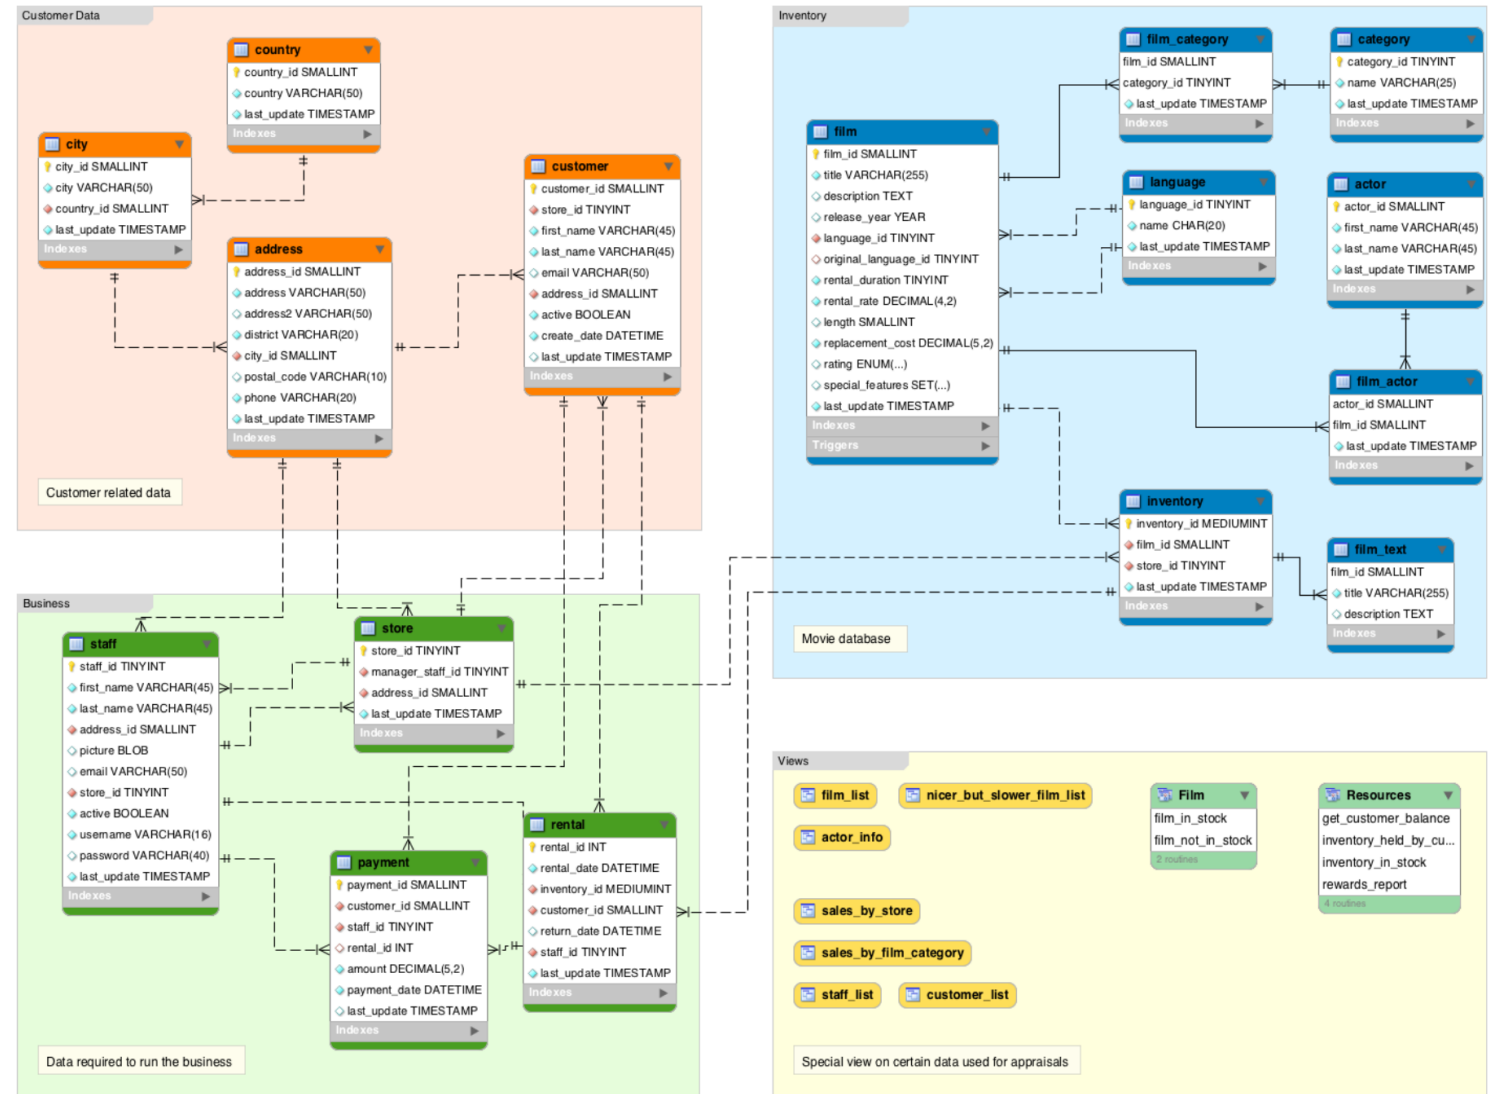 Customer Data
country
country_id SMALLINT
country VARCHAR(50)
last_update TIMESTAMP
Indexes
city
city_id SMALLINT
city VARCHAR(50)
country_id SMALLINT
last_update TIMESTAMP
Indexes
address
address_id SMALLINT
address VARCHAR(50)
address2 VARCHAR(50)
district VARCHAR(20)
city_id SMALLINT
postal_code VARCHAR(10)
phone VARCHAR(20)
last_update TIMESTAMP
Indexes
customer
customer_id SMALLINT
store_id TINYINT
first_name VARCHAR(45)
last_name VARCHAR(45)
email VARCHAR(50)
address_id SMALLINT
active BOOLEAN
create_date DATETIME
last_update TIMESTAMP
Indexes
Customer related data
Inventory
film
film_id SMALLINT
title VARCHAR(255)
description TEXT
release_year YEAR
language_id TINYINT
original_language_id TINYINT
rental_duration TINYINT
rental_rate DECIMAL(4,2)
length SMALLINT
replacement_cost DECIMAL(5,2)
rating ENUM(...)
special_features SET(...)
last_update TIMESTAMP
Indexes
Triggers
film_category
film_id SMALLINT
category_id TINYINT
last_update TIMESTAMP
Indexes
category
category_id TINYINT
name VARCHAR(25)
last_update TIMESTAMP
Indexes
language
language_id TINYINT
name CHAR(20)
last_update TIMESTAMP
Indexes
actor
actor_id SMALLINT
first_name VARCHAR(45)
last_name VARCHAR(45)
last_update TIMESTAMP
Indexes
film_actor
actor_id SMALLINT
film_id SMALLINT
last_update TIMESTAMP
Indexes
inventory
inventory_id MEDIUMINT
film_id SMALLINT
store_id TINYINT
last_update TIMESTAMP
Indexes
film_text
film_id SMALLINT
title VARCHAR(255)
description TEXT
Indexes
Movie database
Business
staff
staff_id TINYINT
first_name VARCHAR(45)
last_name VARCHAR(45)
address_id SMALLINT
picture BLOB
email VARCHAR(50)
store_id TINYINT
active BOOLEAN
username VARCHAR(16)
password VARCHAR(40)
last_update TIMESTAMP
Indexes
store
store_id TINYINT
manager_staff_id TINYINT
address_id SMALLINT
last_update TIMESTAMP
Indexes
payment
payment_id SMALLINT
customer_id SMALLINT
staff_id TINYINT
rental_id INT
amount DECIMAL(5,2)
payment_date DATETIME
last_update TIMESTAMP
Indexes
rental
rental_id INT
rental_date DATETIME
inventory_id MEDIUMINT
customer_id SMALLINT
return_date DATETIME
staff_id TINYINT
last_update TIMESTAMP
Indexes
Data required to run the business
Views
film_list
nicer_but_slower_film_list
actor_info
sales_by_store
sales_by_film_category
staff_list
customer_list
Film
film_in_stock
film_not_in_stock
2 routines
Resources
get_customer_balance
inventory_held_by_cu...
inventory_in_stock
rewards_report
4 routines
Special view on certain data used for appraisals